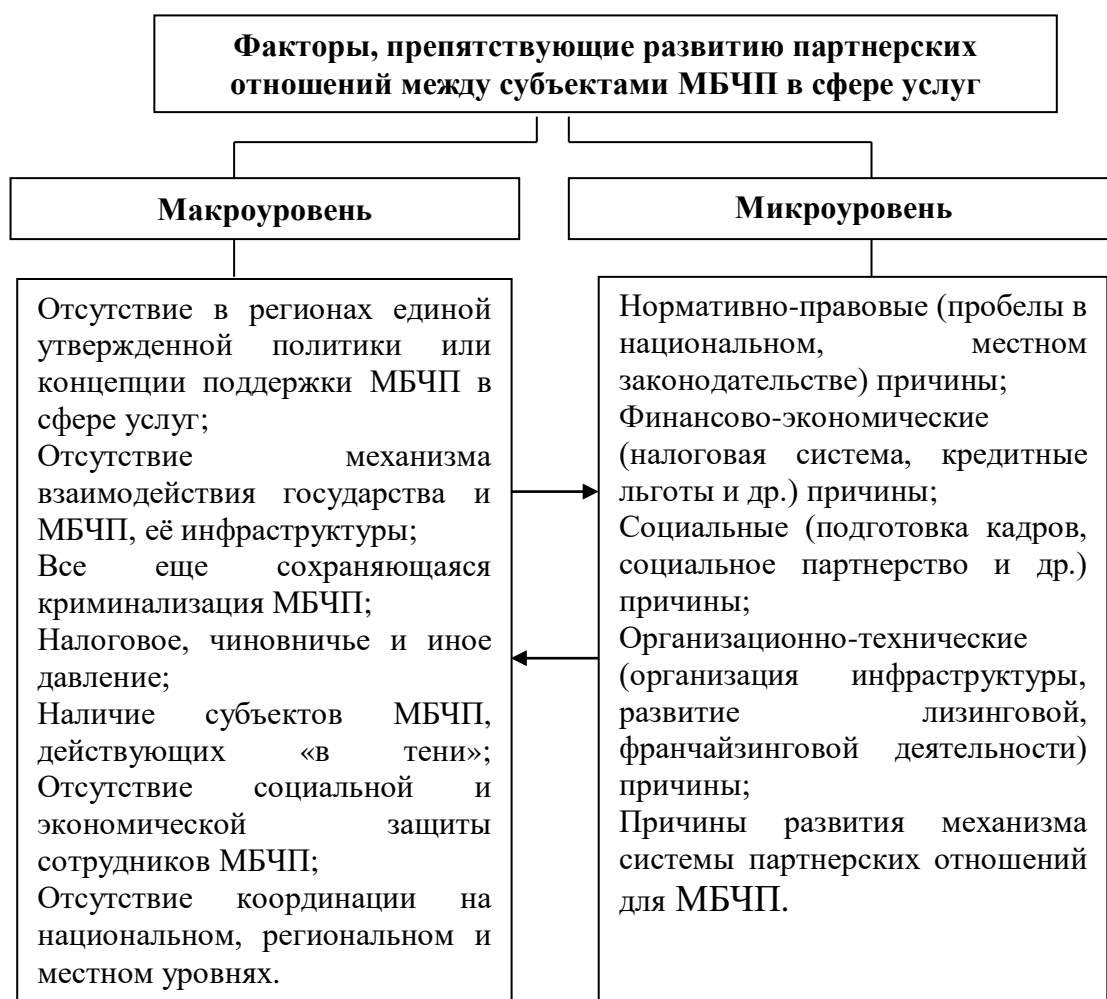 Факторы, препятствующие развитию партнерских
отношений между субъектами МБЧП в сфере услуг
Макроуровень
Отсутствие в регионах единой
утвержденной политики или
концепции поддержки МБЧП в
сфере услуг;
Отсутствие механизма
взаимодействия государства и
МБЧП, её инфраструктуры;
Все еще сохраняющаяся
криминализация МБЧП;
Налоговое, чиновничье и иное
давление;
Наличие субъектов МБЧП,
действующих «в тени»;
Отсутствие социальной и
экономической защиты
сотрудников МБЧП;
Отсутствие координации на
национальном, региональном и
местном уровнях.
Микроуровень
Нормативно-правовые (пробелы в
национальном, местном
законодательстве) причины;
Финансово-экономические
(налоговая система, кредитные
льготы и др.) причины;
Социальные (подготовка кадров,
социальное партнерство и др.)
причины;
Организационно-технические
(организация инфраструктуры,
развитие лизинговой,
франчайзинговой деятельности)
причины;
Причины развития механизма
системы партнерских отношений
для МБЧП.